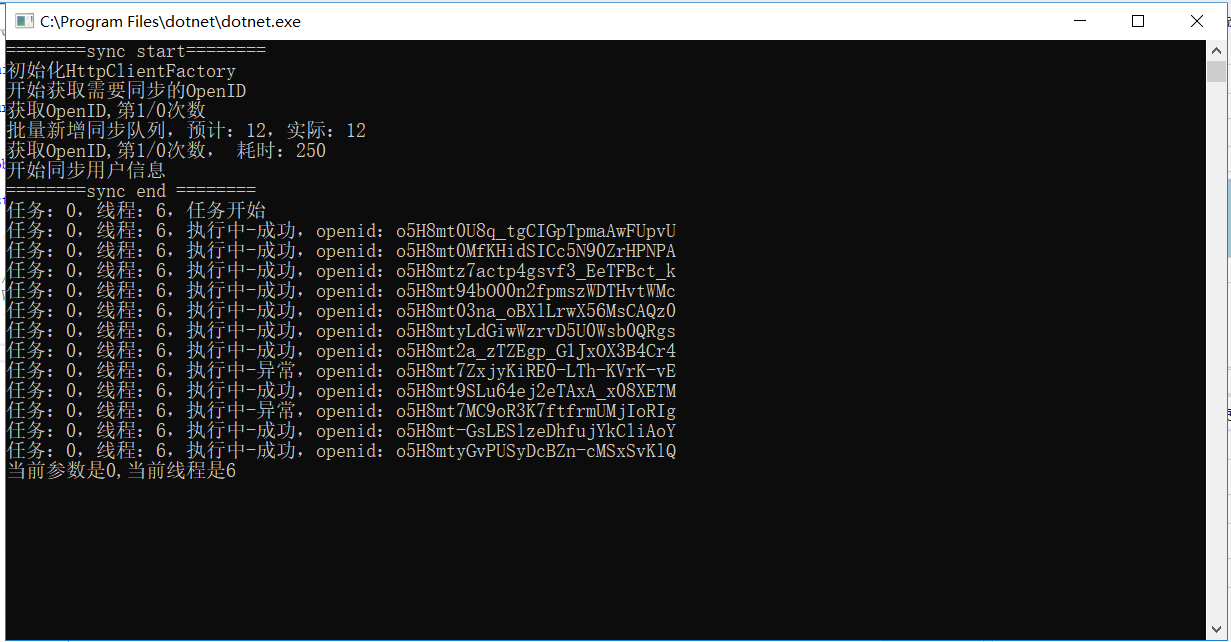 C:\Program Files\dotnet\dotnet.exe
========sync start========
初始化HttpClientFactory
开始获取需要同步的OpenID
获取OpenID,第1/0次数
批量新增同步队列，预计：12，实际：12
获取OpenID,第1/0次数， 耗时：250
开始同步用户信息
========sync end ========
任务：0，线程：6，任务开始
任务：0，线程：6，执行中-成功，openid：o5H8mt0U8q_tgCIGpTpmaAwFUpvU
任务：0，线程：6，执行中-成功，openid：o5H8mt0MfKHidSICc5N90ZrHPNPA
任务：0，线程：6，执行中-成功，openid：o5H8mtz7actp4gsvf3_EeTFBct_k
任务：0，线程：6，执行中-成功，openid：o5H8mt94bO00n2fpmszWDTHvtWMc
任务：0，线程：6，执行中-成功，openid：o5H8mt03na_oBXlLrwX56MsCAQz0
任务：0，线程：6，执行中-成功，openid：o5H8mtyLdGiwWzrvD5U0Wsb0QRgs
任务：0，线程：6，执行中-成功，openid：o5H8mt2a_zTZEgp_GlJxOX3B4Cr4
任务：0，线程：6，执行中-异常，openid：o5H8mt7ZxjyKiRE0-LTh-KVrK-vE
任务：0，线程：6，执行中-成功，openid：o5H8mt9SLu64ej2eTAxA_x08XETM
任务：0，线程：6，执行中-异常，openid：o5H8mt7MC9oR3K7ftfrmUMjIoRIg
任务：0，线程：6，执行中-成功，openid：o5H8mt-GsLESlzeDhfujYkCliAoY
任务：0，线程：6，执行中-成功，openid：o5H8mtyGvPUSyDcBZn-cMSxSvKlQ
当前参数是0,当前线程是6